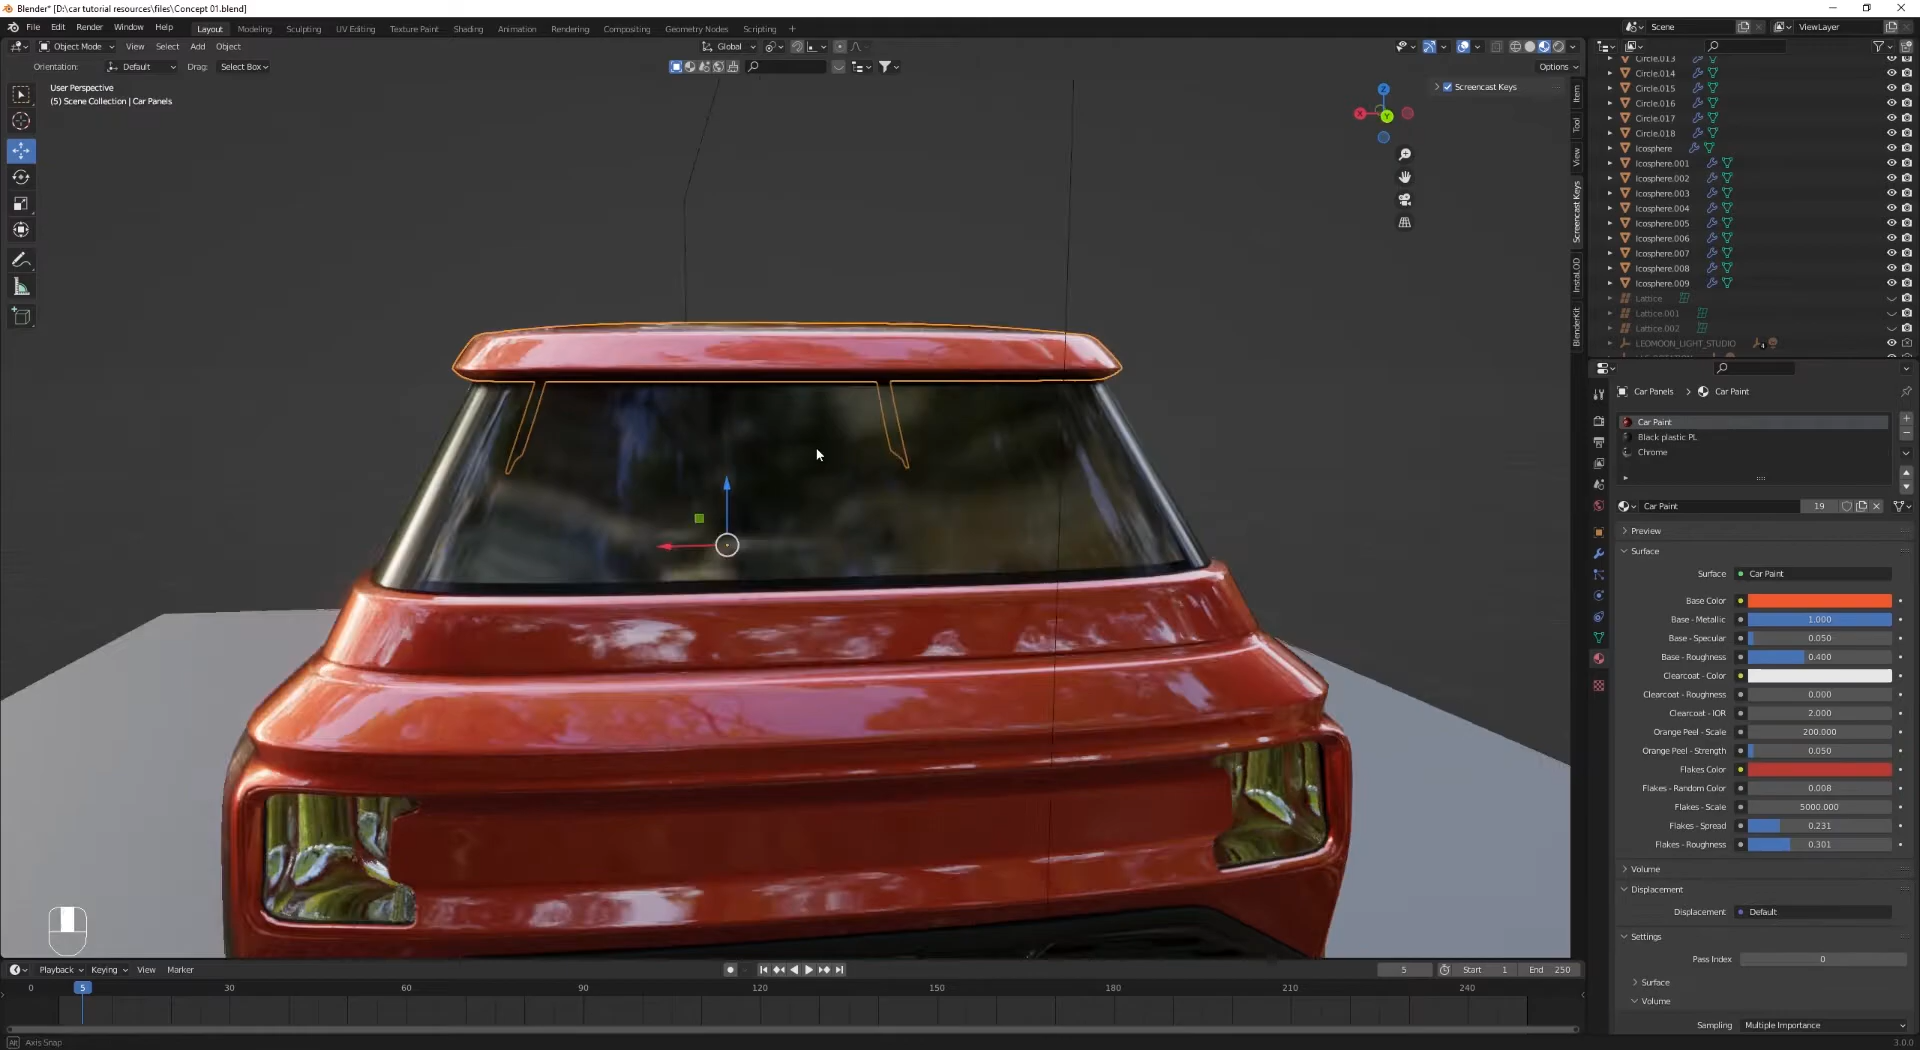 Blender* [D:\car tutorial resources\files\Concept 01.blend]
File Edit Render Window Help
Layout Modeling Sculpting UV Editing Texture Paint Shading Animation Rendering Compositing Geometry Nodes Scripting +
Scene
ViewLayer
Object Mode View Select Add Object
Global
Orientation: Default Drag: Select Box
Options
User Perspective
(5) Scene Collection | Car Panels
Screencast Keys
Z
X
Y
Item
Tool
View
Screencast Keys
InstaLOD
BlenderKit
Circle.013
Circle.014
Circle.015
Circle.016
Circle.017
Circle.018
Icosphere
Icosphere.001
Icosphere.002
Icosphere.003
Icosphere.004
Icosphere.005
Icosphere.006
Icosphere.007
Icosphere.008
Icosphere.009
Lattice
Lattice.001
Lattice.002
LEOMOON_LIGHT_STUDIO
Car Panels > Car Paint
Car Paint
Black plastic PL
Chrome
Car Paint 19
Preview
Surface
Surface Car Paint
Base Color
Base - Metallic 1.000
Base - Specular 0.050
Base - Roughness 0.400
Clearcoat - Color
Clearcoat - Roughness 0.000
Clearcoat - IOR 2.000
Orange Peel - Scale 200.000
Orange Peel - Strength 0.050
Flakes Color
Flakes - Random Color 0.008
Flakes - Scale 5000.000
Flakes - Spread 0.231
Flakes - Roughness 0.301
Volume
Displacement
Displacement Default
Settings
Pass Index 0
Surface
Volume
Sampling Multiple Importance
Playback Keying View Marker
5 Start 1 End 250
0 5 30 60 90 120 150 180 210 240
Alt Axis Snap
3.0.0